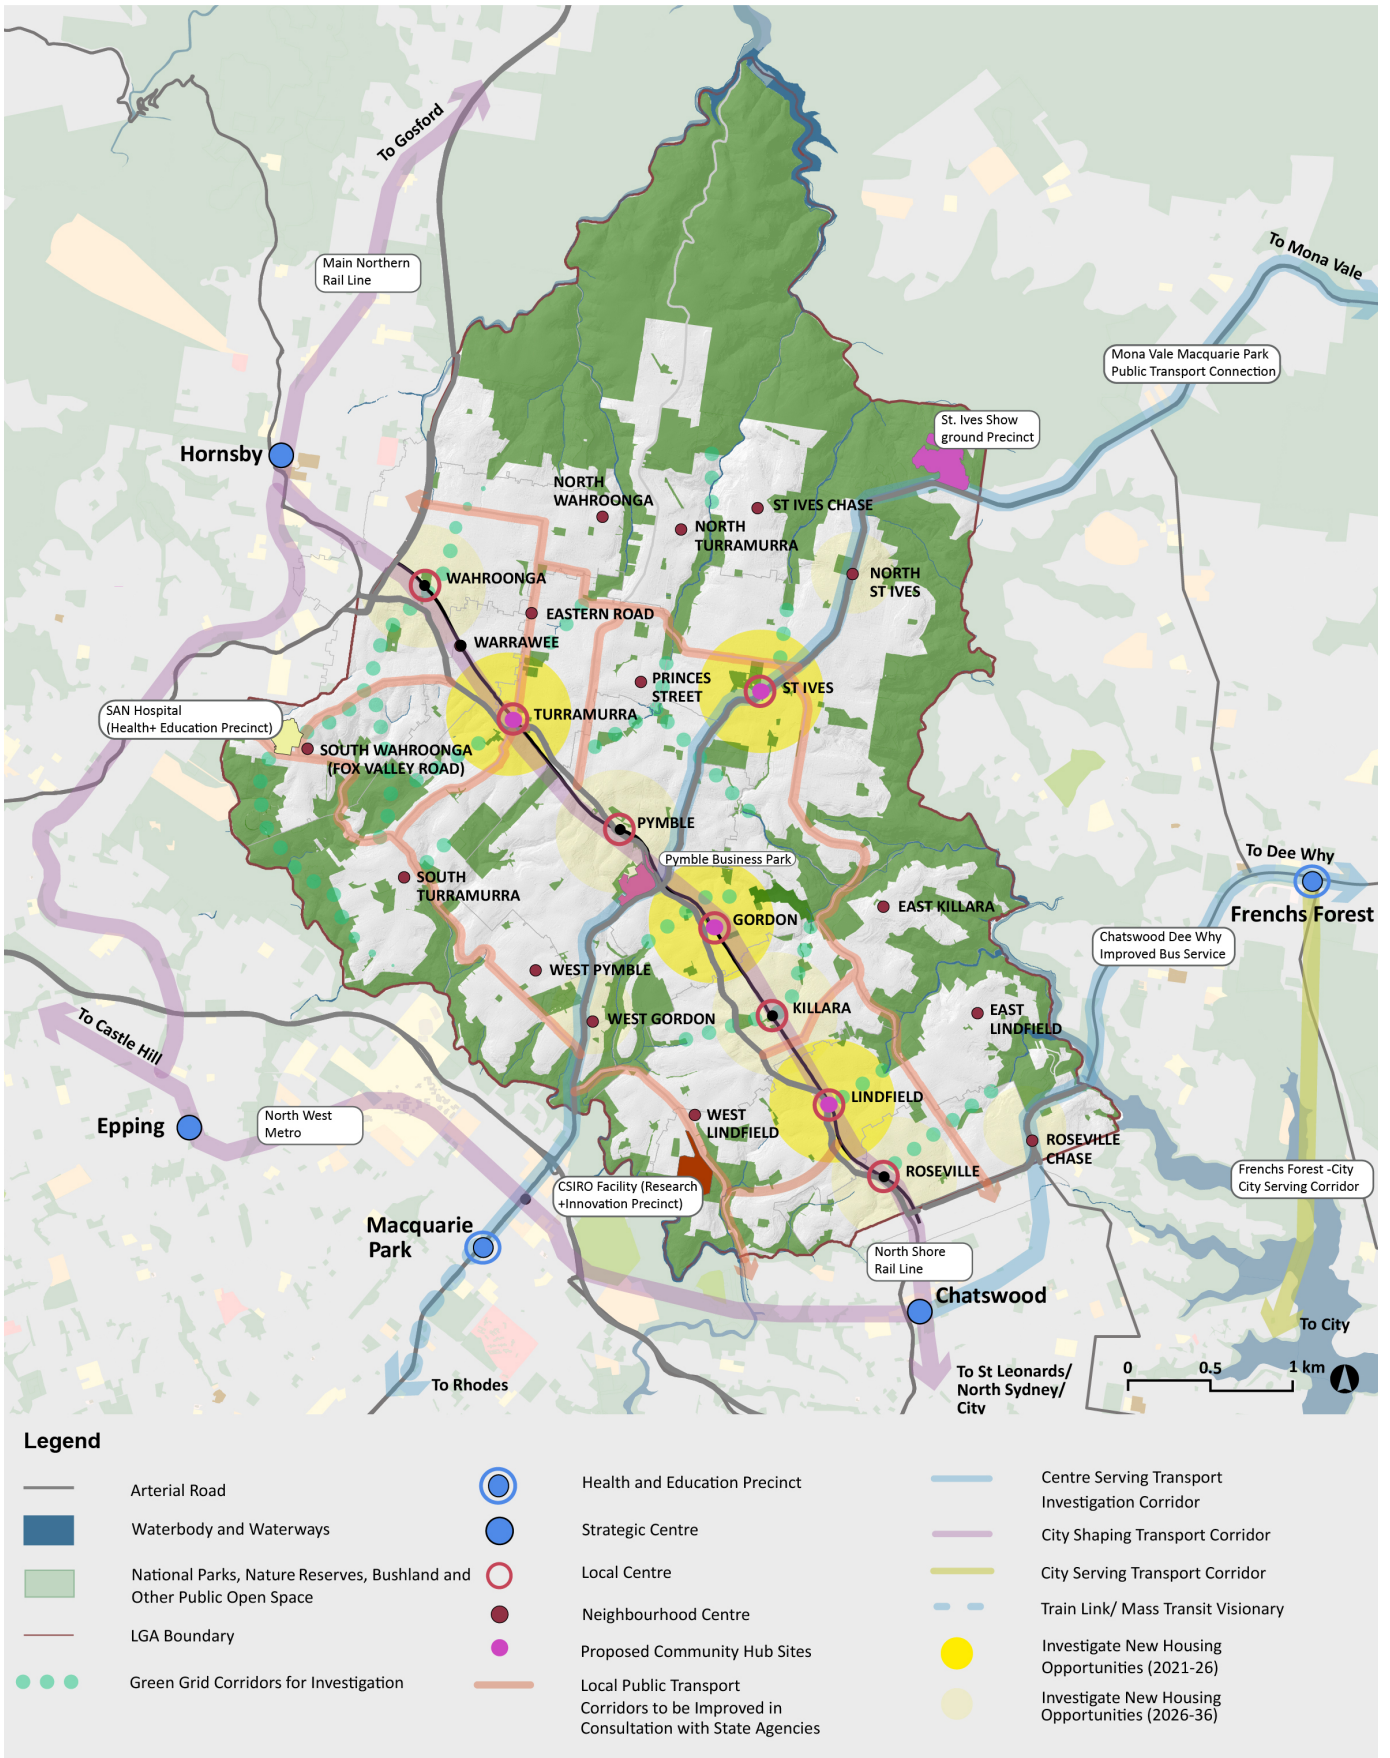 To Gosford
To Mona Vale
Main Northern
Rail Line
Mona Vale Macquarie Park
Public Transport Connection
St. Ives Show
ground Precinct
Hornsby
NORTH
WAHROONGA
ST IVES CHASE
NORTH
TURRAMURRA
NORTH
ST IVES
WAHROONGA
EASTERN ROAD
WARRAWEE
PRINCES
STREET
ST IVES
SAN Hospital
(Health+ Education Precinct)
TURRAMURRA
SOUTH WAHROONGA
(FOX VALLEY ROAD)
PYMBLE
Pymble Business Park
To Dee Why
SOUTH
TURRAMURRA
Frenchs Forest
EAST KILLARA
GORDON
Chatswood Dee Why
Improved Bus Service
WEST PYMBLE
KILLARA
WEST GORDON
EAST
LINDFIELD
To Castle Hill
LINDFIELD
Epping
North West
Metro
WEST
LINDFIELD
ROSEVILLE
CHASE
ROSEVILLE
Frenchs Forest -City
City Serving Corridor
CSIRO Facility (Research
+Innovation Precinct)
Macquarie
Park
North Shore
Rail Line
Chatswood
To City
To Rhodes
To St Leonards/
North Sydney/
City
0 0.5 1 km
Legend
Arterial Road
Waterbody and Waterways
National Parks, Nature Reserves, Bushland and
Other Public Open Space
LGA Boundary
Green Grid Corridors for Investigation
Health and Education Precinct
Strategic Centre
Local Centre
Neighbourhood Centre
Proposed Community Hub Sites
Local Public Transport
Corridors to be Improved in
Consultation with State Agencies
Centre Serving Transport
Investigation Corridor
City Shaping Transport Corridor
City Serving Transport Corridor
Train Link/ Mass Transit Visionary
Investigate New Housing
Opportunities (2021-26)
Investigate New Housing
Opportunities (2026-36)